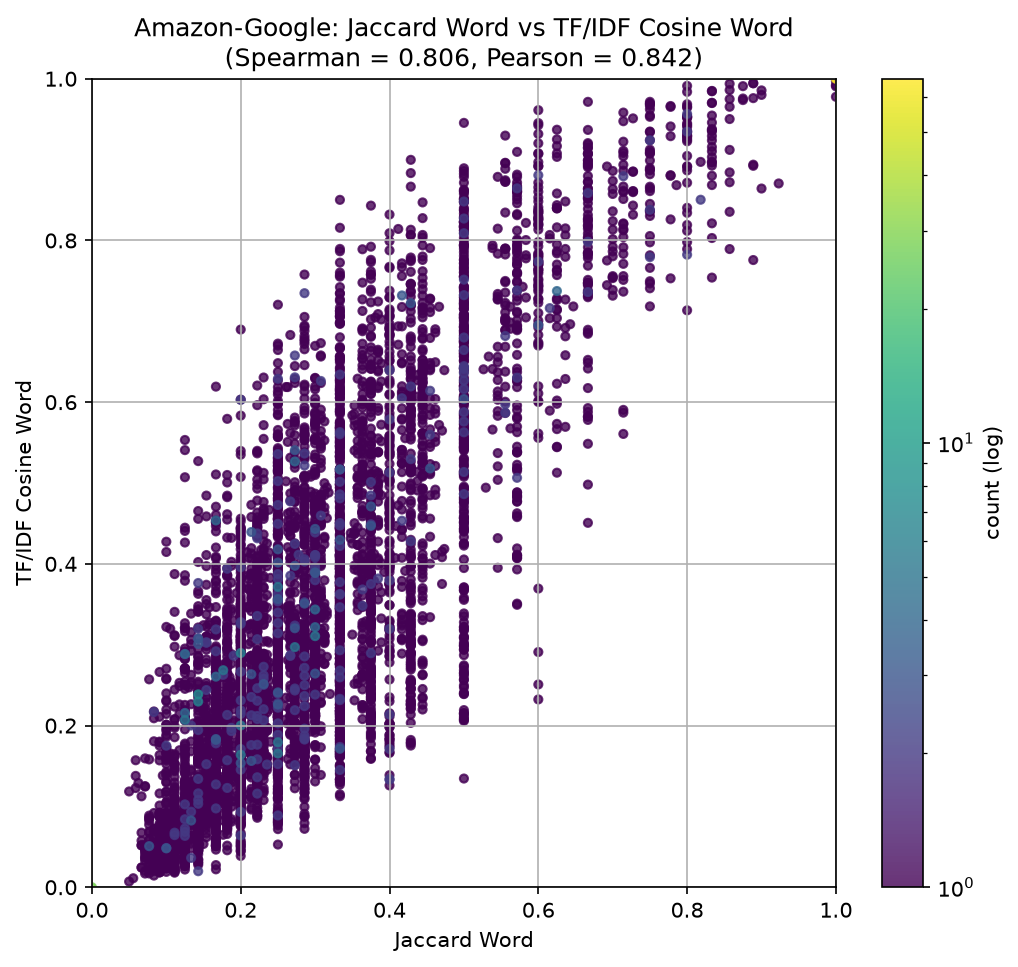 Amazon-Google: Jaccard Word vs TF/IDF Cosine Word
(Spearman = 0.806, Pearson = 0.842)
1.0
0.8
0.6
0.4
0.2
0.0
TF/IDF Cosine Word
0.0 0.2 0.4 0.6 0.8 1.0
Jaccard Word
10¹
10⁰
count (log)